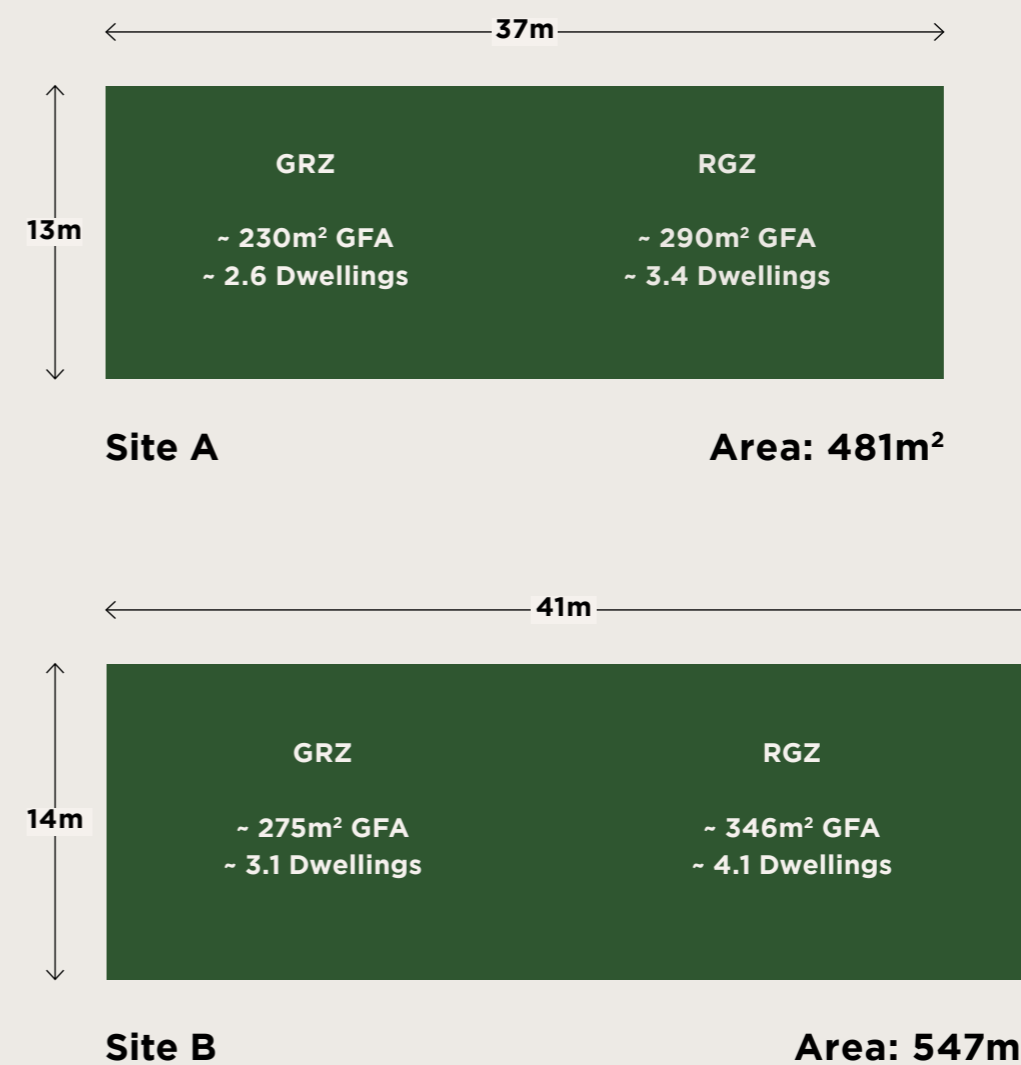 37m
13m
GRZ
~ 230m² GFA
~ 2.6 Dwellings
RGZ
~ 290m² GFA
~ 3.4 Dwellings
Site A
Area: 481m²
41m
14m
GRZ
~ 275m² GFA
~ 3.1 Dwellings
RGZ
~ 346m² GFA
~ 4.1 Dwellings
Site B
Area: 547m